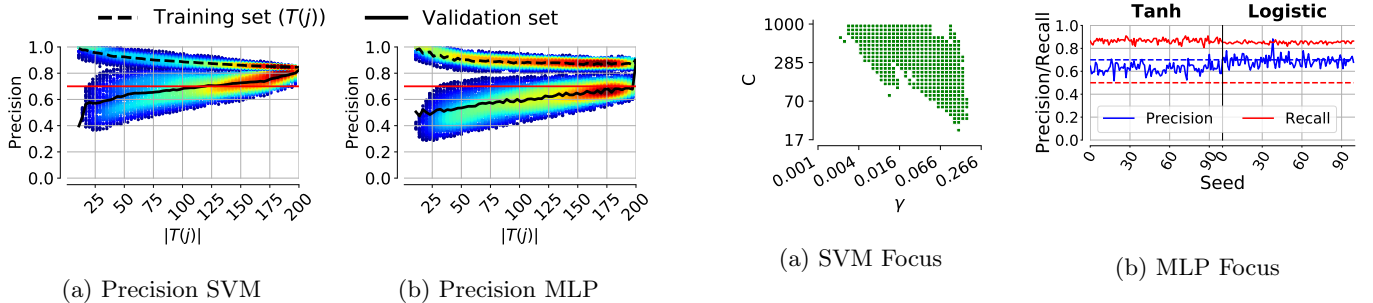 Training set (T(j)) Validation set
Precision
1.0
0.8
0.6
0.4
0.2
0.0
25 50 75 100 125 150 175 200
|T(j)|
(a) Precision SVM
Precision
1.0
0.8
0.6
0.4
0.2
0.0
25 50 75 100 125 150 175 200
|T(j)|
(b) Precision MLP
C
1000
285
70
17
0.001 0.004 0.016 0.066 0.266
γ
(a) SVM Focus
Tanh Logistic
Precision/Recall
1.0
0.8
0.6
0.4
0.2
0.0
Precision Recall
0 30 60 90 0 30 60 90
Seed
(b) MLP Focus